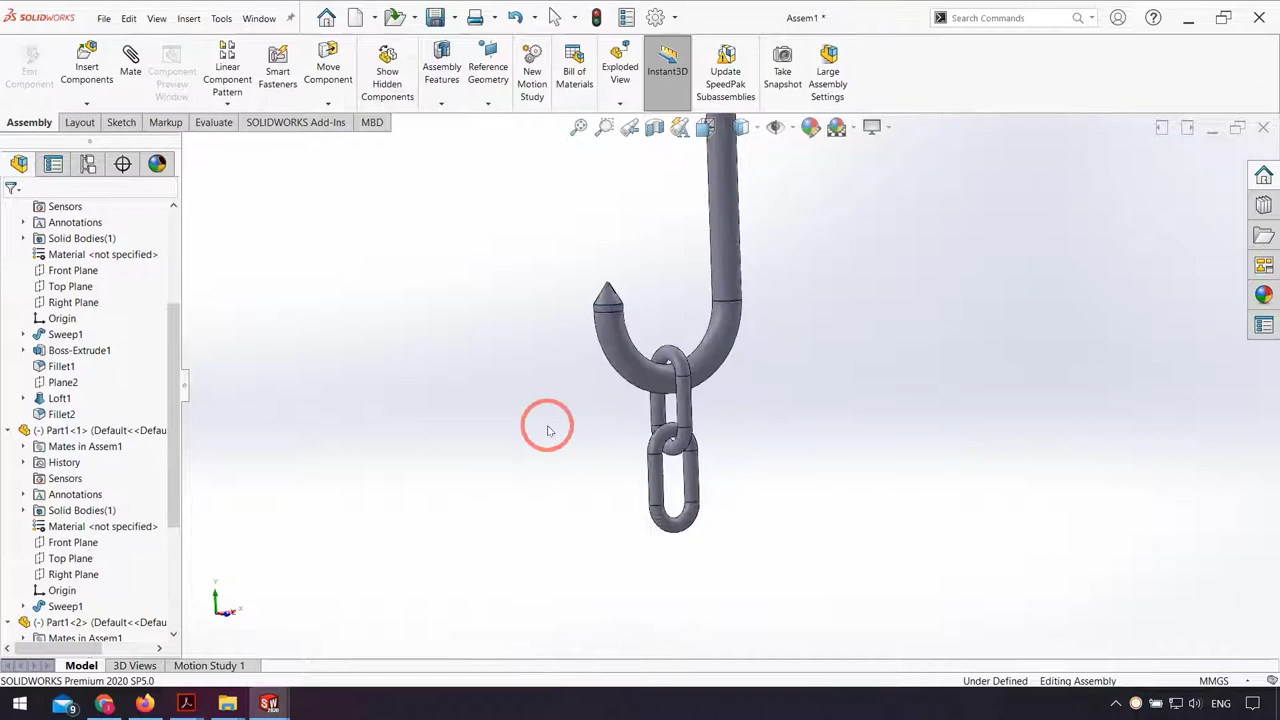 SOLIDWORKS File Edit View Insert Tools Window Assem1 * Search Commands
Edit Component
Insert Components
Mate
Component Preview Window
Linear Component Pattern
Smart Fasteners
Move Component
Show Hidden Components
Assembly Features
Reference Geometry
New Motion Study
Bill of Materials
Exploded View
Instant3D
Update SpeedPak Subassemblies
Take Snapshot
Large Assembly Settings
Assembly Layout Sketch Markup Evaluate SOLIDWORKS Add-Ins MBD
Sensors
Annotations
Solid Bodies(1)
Material <not specified>
Front Plane
Top Plane
Right Plane
Origin
Sweep1
Boss-Extrude1
Fillet1
Plane2
Loft1
Fillet2
(-) Part1<1> (Default<<Defau
Mates in Assem1
History
Sensors
Annotations
Solid Bodies(1)
Material <not specified>
Front Plane
Top Plane
Right Plane
Origin
Sweep1
(-) Part1<2> (Default<<Defau
Mates in Assem1
Y
X
Model 3D Views Motion Study 1
SOLIDWORKS Premium 2020 SP5.0 Under Defined Editing Assembly MMGS
9 SW 2020 ENG